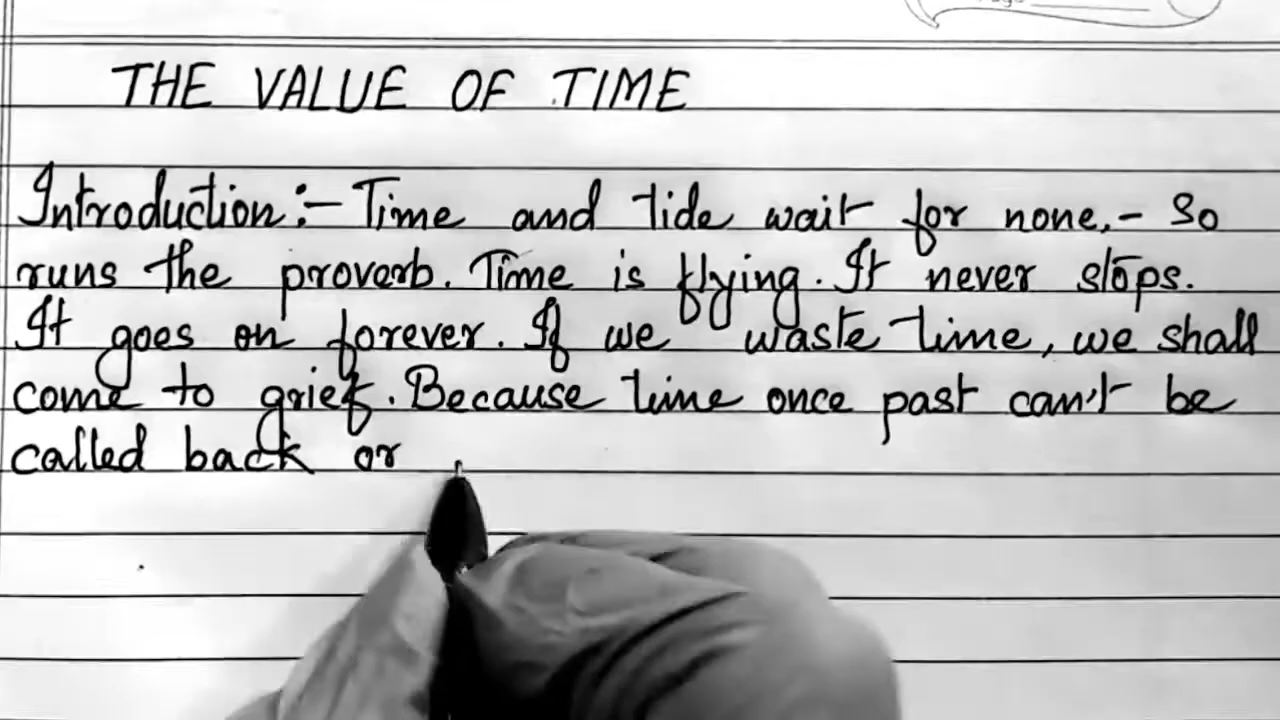 THE VALUE OF TIME
Introduction:- Time and tide wait for none,- So
runs the proverb. Time is flying. It never stops.
It goes on forever. If we waste time, we shall
come to grief. Because time once past can't be
called back or